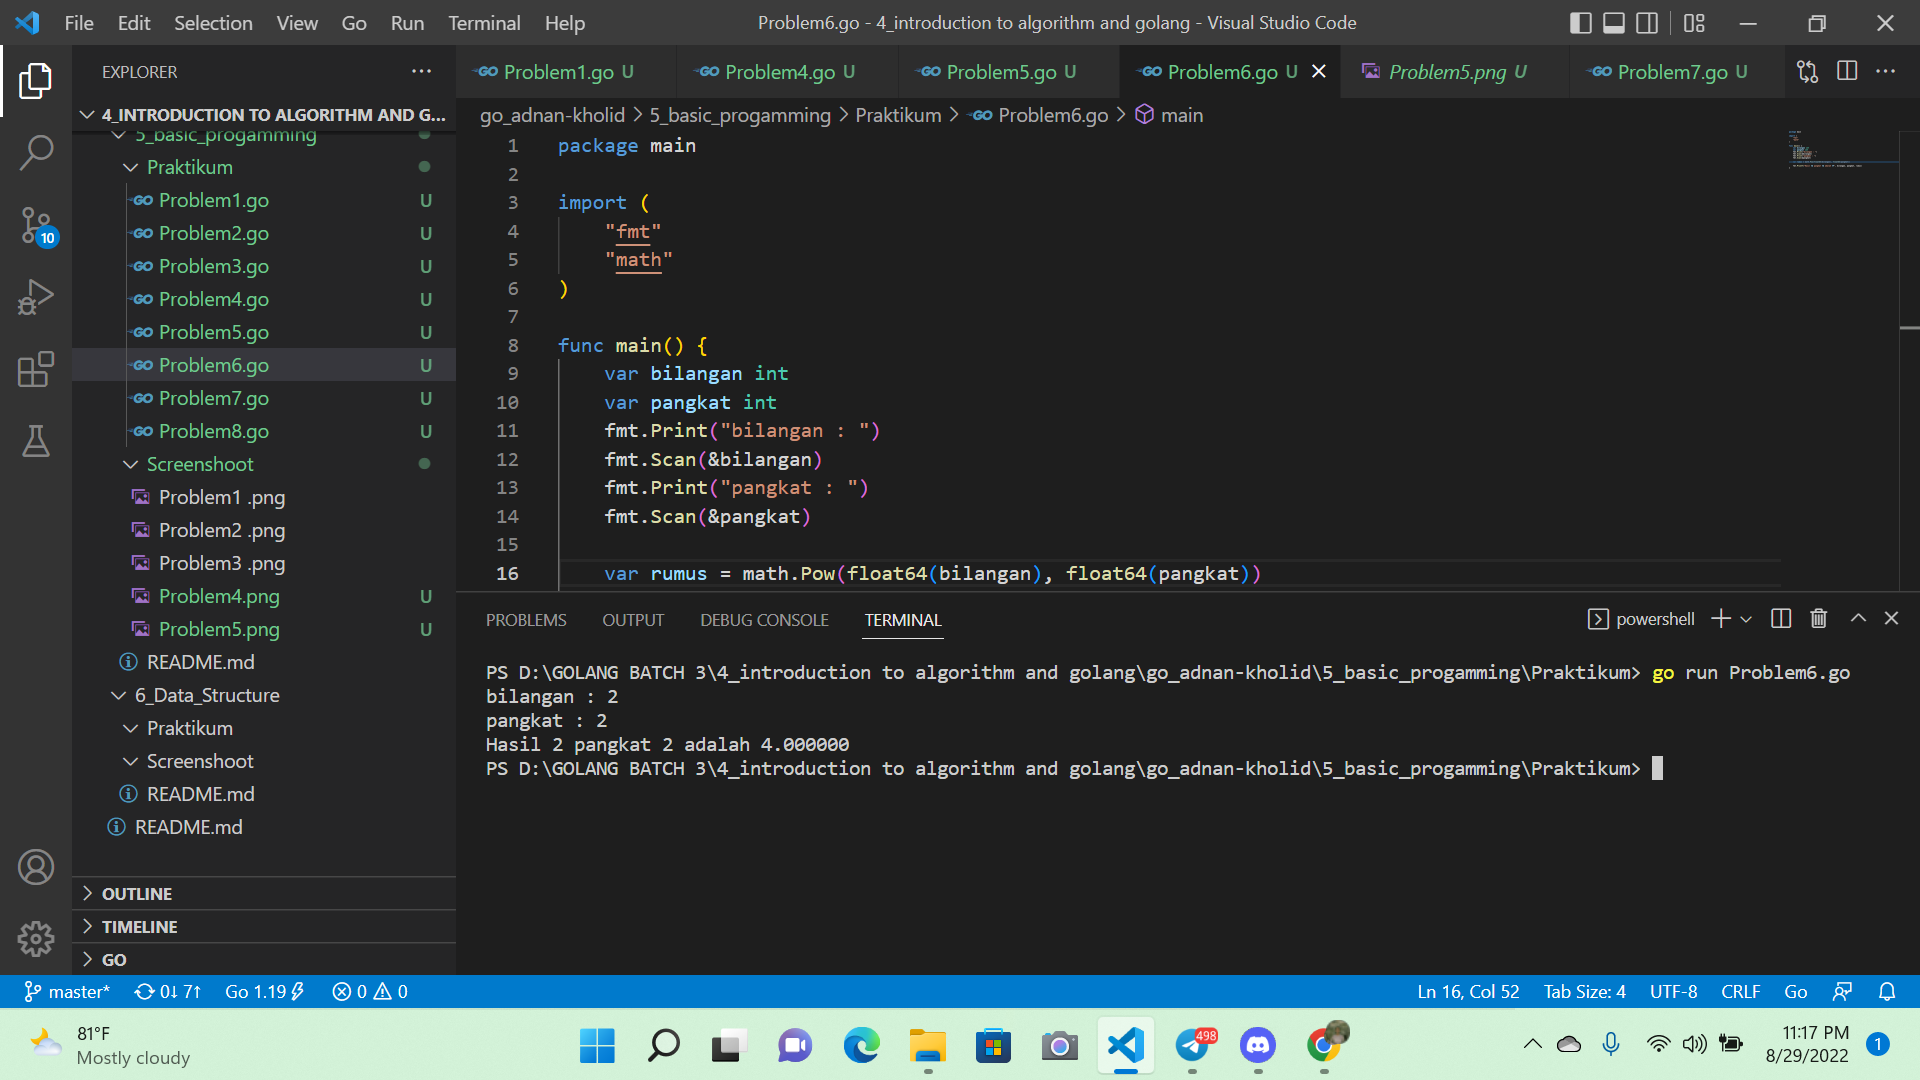 File Edit Selection View Go Run Terminal Help
Problem6.go - 4_introduction to algorithm and golang - Visual Studio Code
EXPLORER
4_INTRODUCTION TO ALGORITHM AND G...
5_basic_progamming
Praktikum
Problem1.go U
Problem2.go U
Problem3.go U
Problem4.go U
Problem5.go U
Problem6.go U
Problem7.go U
Problem8.go U
Screenshoot
Problem1 .png
Problem2 .png
Problem3 .png
Problem4.png U
Problem5.png U
README.md
6_Data_Structure
Praktikum
Screenshoot
README.md
README.md
OUTLINE
TIMELINE
GO
10
Problem1.go U Problem4.go U Problem5.go U Problem6.go U Problem5.png U Problem7.go U
go_adnan-kholid > 5_basic_progamming > Praktikum > Problem6.go > main
1 package main
2
3 import (
4 "fmt"
5 "math"
6 )
7
8 func main() {
9 var bilangan int
10 var pangkat int
11 fmt.Print("bilangan : ")
12 fmt.Scan(&bilangan)
13 fmt.Print("pangkat : ")
14 fmt.Scan(&pangkat)
15
16 var rumus = math.Pow(float64(bilangan), float64(pangkat))
PROBLEMS OUTPUT DEBUG CONSOLE TERMINAL
powershell
PS D:\GOLANG BATCH 3\4_introduction to algorithm and golang\go_adnan-kholid\5_basic_progamming\Praktikum> go run Problem6.go
bilangan : 2
pangkat : 2
Hasil 2 pangkat 2 adalah 4.000000
PS D:\GOLANG BATCH 3\4_introduction to algorithm and golang\go_adnan-kholid\5_basic_progamming\Praktikum>
master* 0↓ 7↑ Go 1.19 0 0
Ln 16, Col 52 Tab Size: 4 UTF-8 CRLF Go
81°F
Mostly cloudy
498
11:17 PM
8/29/2022
1